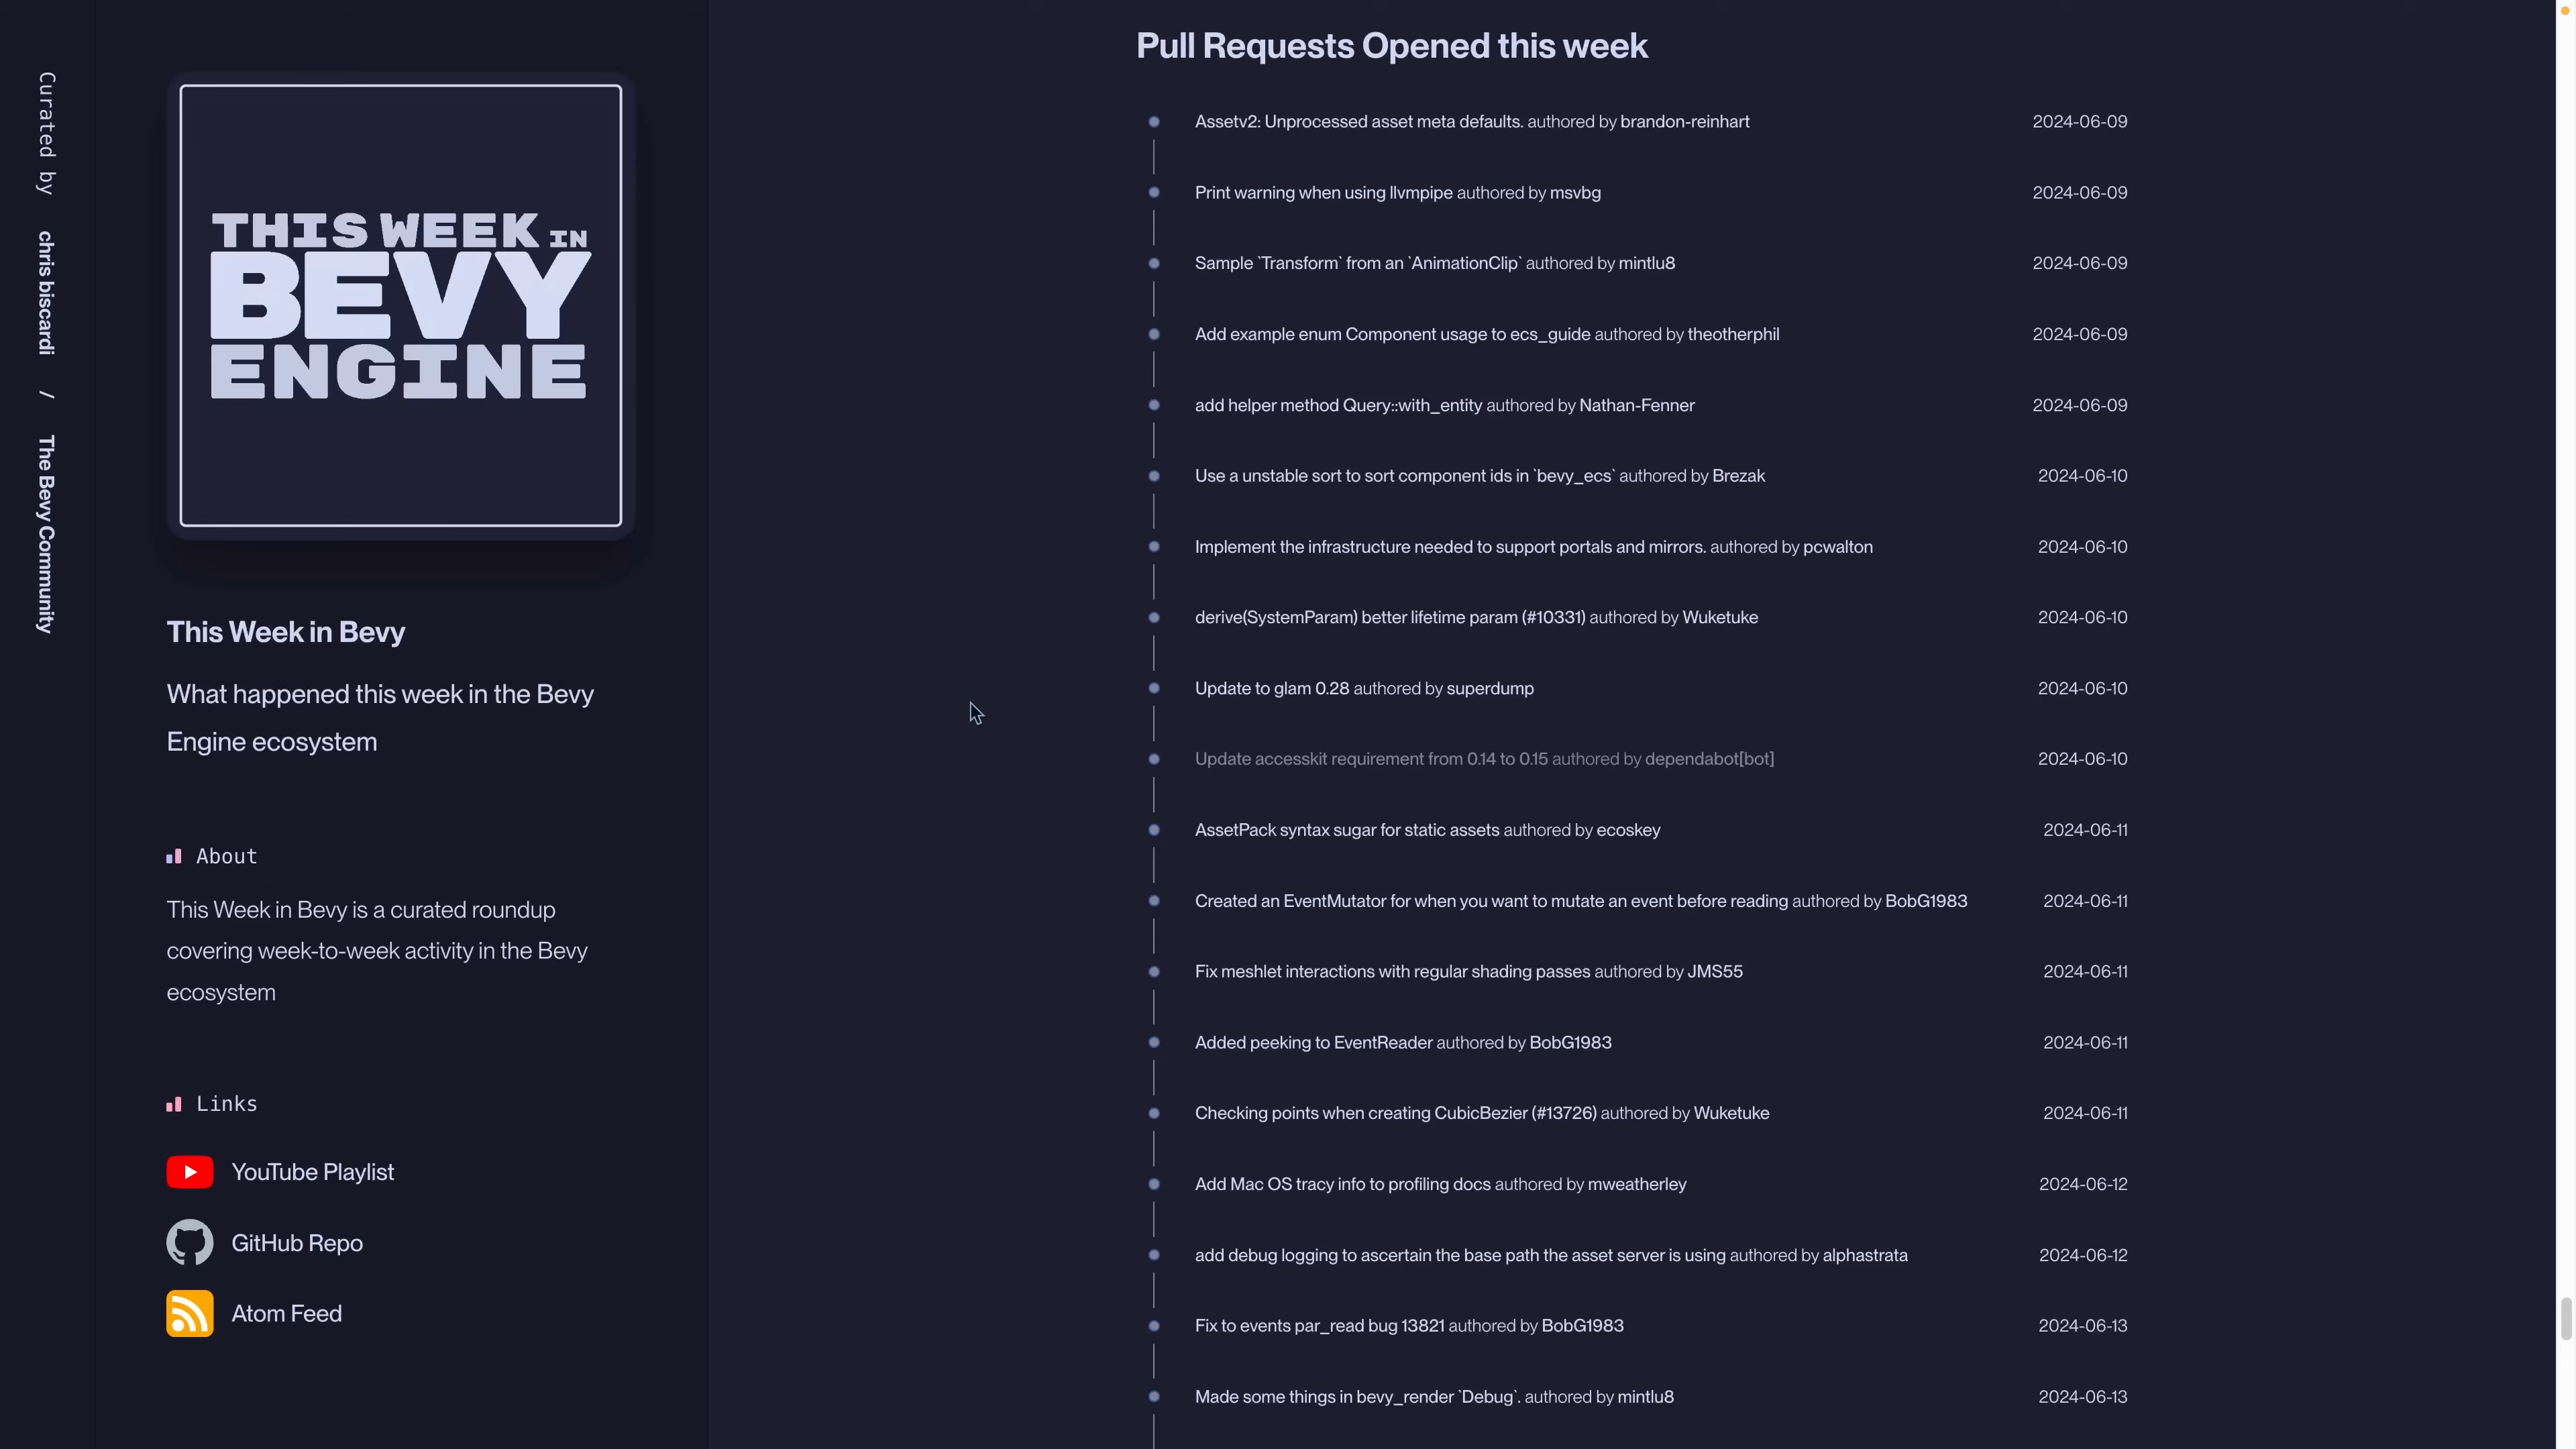 Curated by chris biscardi / The Bevy Community
THIS WEEK IN
BEVY
ENGINE
This Week in Bevy
What happened this week in the Bevy
Engine ecosystem
About
This Week in Bevy is a curated roundup
covering week-to-week activity in the Bevy
ecosystem
Links
YouTube Playlist
GitHub Repo
Atom Feed
Pull Requests Opened this week
Assetv2: Unprocessed asset meta defaults. authored by brandon-reinhart 2024-06-09
Print warning when using llvmpipe authored by msvbg 2024-06-09
Sample `Transform` from an `AnimationClip` authored by mintlu8 2024-06-09
Add example enum Component usage to ecs_guide authored by theotherphil 2024-06-09
add helper method Query::with_entity authored by Nathan-Fenner 2024-06-09
Use a unstable sort to sort component ids in `bevy_ecs` authored by Brezak 2024-06-10
Implement the infrastructure needed to support portals and mirrors. authored by pcwalton 2024-06-10
derive(SystemParam) better lifetime param (#10331) authored by Wuketuke 2024-06-10
Update to glam 0.28 authored by superdump 2024-06-10
Update accesskit requirement from 0.14 to 0.15 authored by dependabot[bot] 2024-06-10
AssetPack syntax sugar for static assets authored by ecoskey 2024-06-11
Created an EventMutator for when you want to mutate an event before reading authored by BobG1983 2024-06-11
Fix meshlet interactions with regular shading passes authored by JMS55 2024-06-11
Added peeking to EventReader authored by BobG1983 2024-06-11
Checking points when creating CubicBezier (#13726) authored by Wuketuke 2024-06-11
Add Mac OS tracy info to profiling docs authored by mweatherley 2024-06-12
add debug logging to ascertain the base path the asset server is using authored by alphastrata 2024-06-12
Fix to events par_read bug 13821 authored by BobG1983 2024-06-13
Made some things in bevy_render `Debug`. authored by mintlu8 2024-06-13